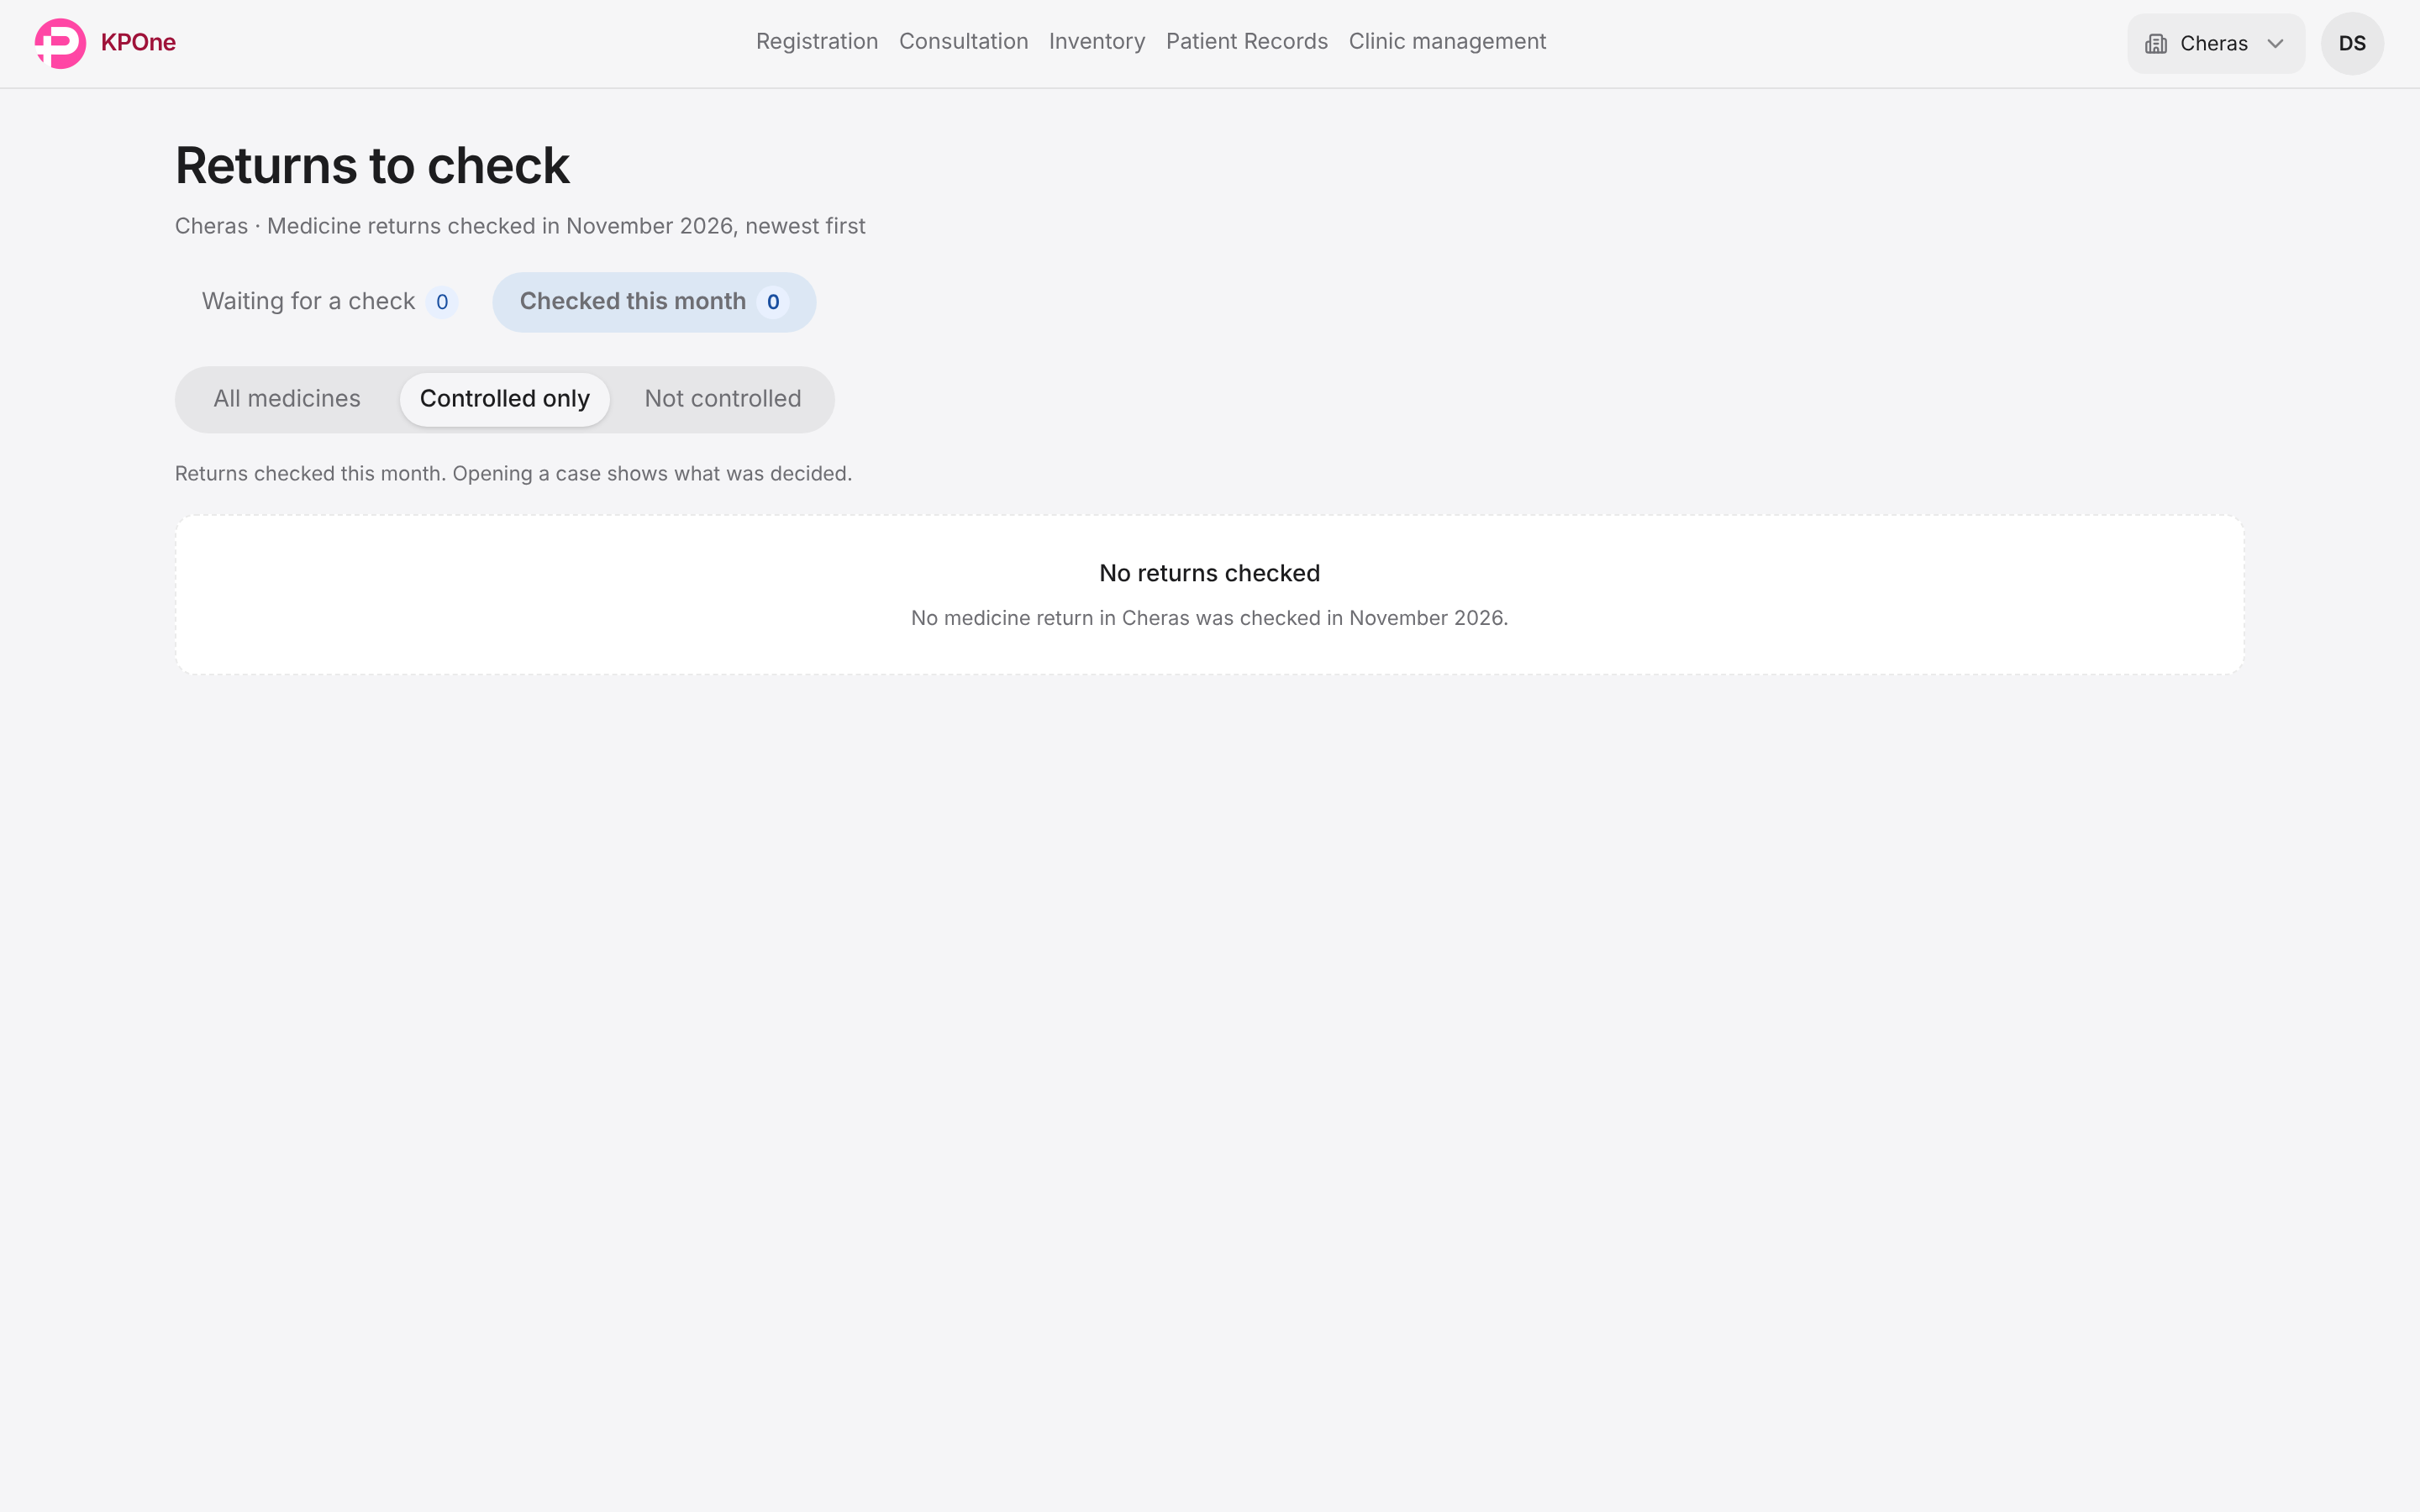 KPOne
Registration Consultation Inventory Patient Records Clinic management
Cheras
DS
Returns to check
Cheras · Medicine returns checked in November 2026, newest first
Waiting for a check 0
Checked this month 0
All medicines Controlled only Not controlled
Returns checked this month. Opening a case shows what was decided.
No returns checked
No medicine return in Cheras was checked in November 2026.